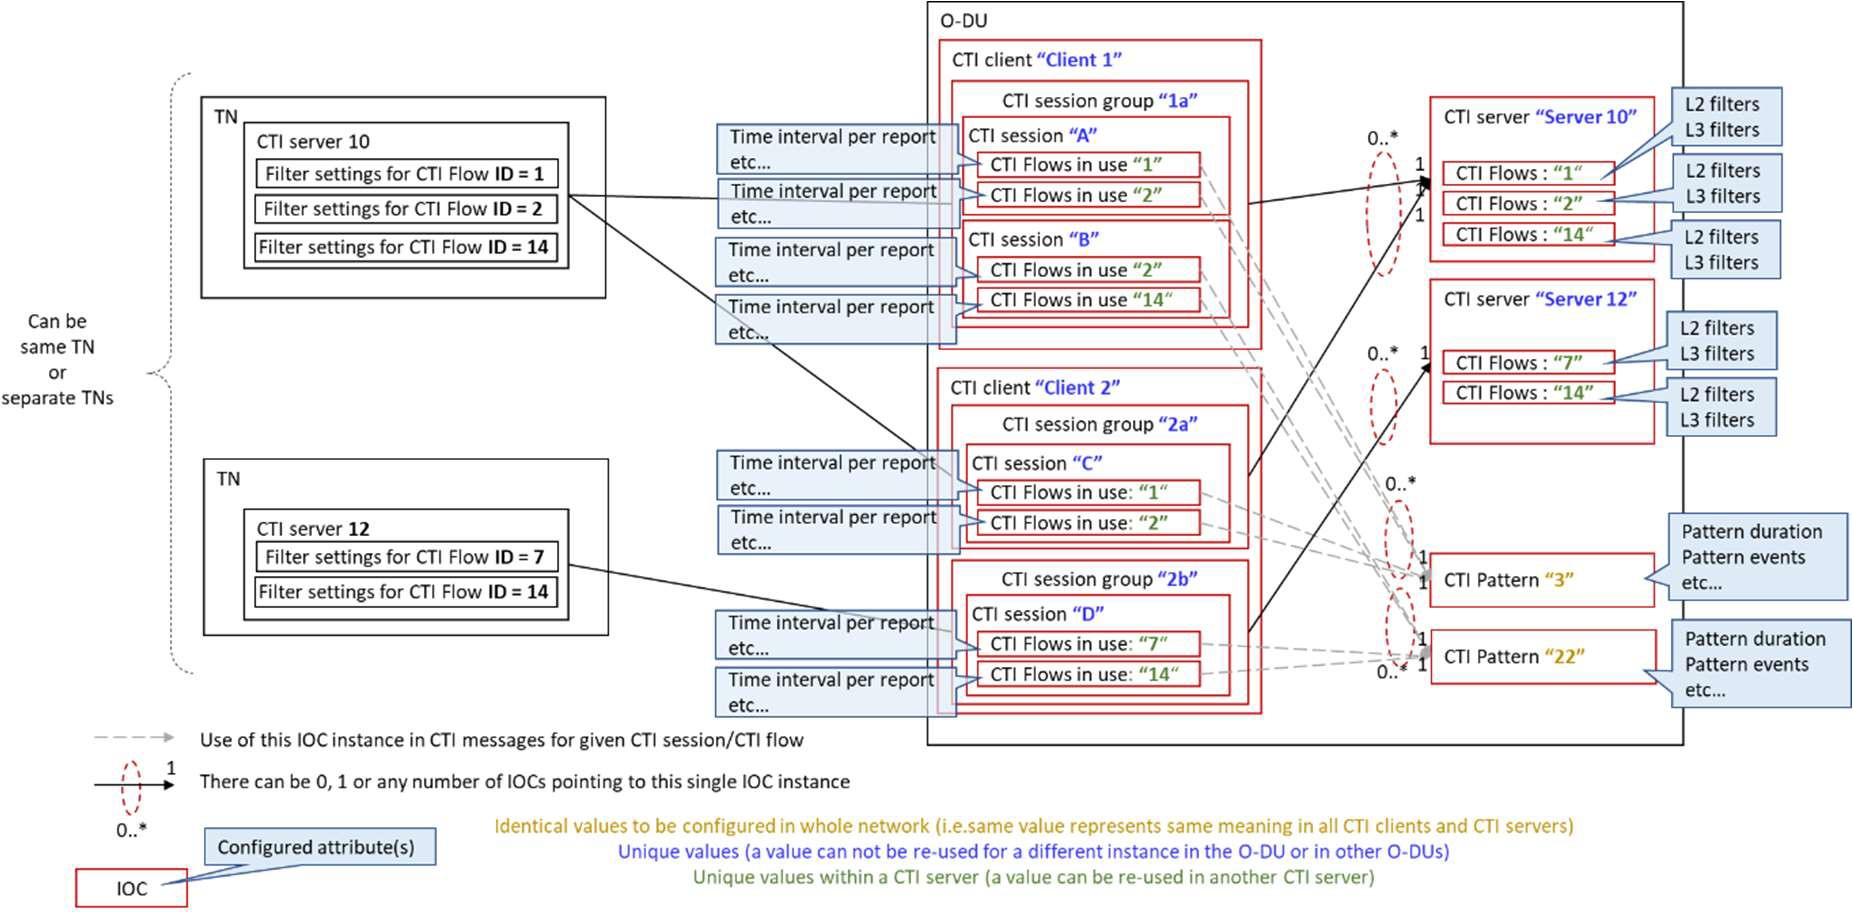 Can be
same TN
or
separate TNs
TN
CTI server 10
Filter settings for CTI Flow ID = 1
Filter settings for CTI Flow ID = 2
Filter settings for CTI Flow ID = 14
TN
CTI server 12
Filter settings for CTI Flow ID = 7
Filter settings for CTI Flow ID = 14
O-DU
CTI client “Client 1”
CTI session group “1a”
CTI session “A”
Time interval per report
etc...
CTI Flows in use “1”
Time interval per report
etc...
CTI Flows in use “2”
CTI session “B”
Time interval per report
etc...
CTI Flows in use “2”
Time interval per report
etc...
CTI Flows in use “14“
CTI client “Client 2”
CTI session group “2a”
CTI session “C”
Time interval per report
etc...
CTI Flows in use: “1“
Time interval per report
etc...
CTI Flows in use: “2”
CTI session group “2b”
CTI session “D”
Time interval per report
etc...
CTI Flows in use: “7“
Time interval per report
etc...
CTI Flows in use: “14“
0..*
1
1
1
CTI server “Server 10”
CTI Flows : “1“
L2 filters
L3 filters
CTI Flows : “2”
L2 filters
L3 filters
CTI Flows : “14“
L2 filters
L3 filters
0..*
1
CTI server “Server 12”
CTI Flows : “7”
L2 filters
L3 filters
CTI Flows : “14”
L2 filters
L3 filters
0..*
1
1
CTI Pattern “3”
Pattern duration
Pattern events
etc...
0..*
1
1
CTI Pattern “22”
Pattern duration
Pattern events
etc...
Use of this IOC instance in CTI messages for given CTI session/CTI flow
1
0..*
There can be 0, 1 or any number of IOCs pointing to this single IOC instance
Configured attribute(s)
IOC
Identical values to be configured in whole network (i.e.same value represents same meaning in all CTI clients and CTI servers)
Unique values (a value can not be re-used for a different instance in the O-DU or in other O-DUs)
Unique values within a CTI server (a value can be re-used in another CTI server)